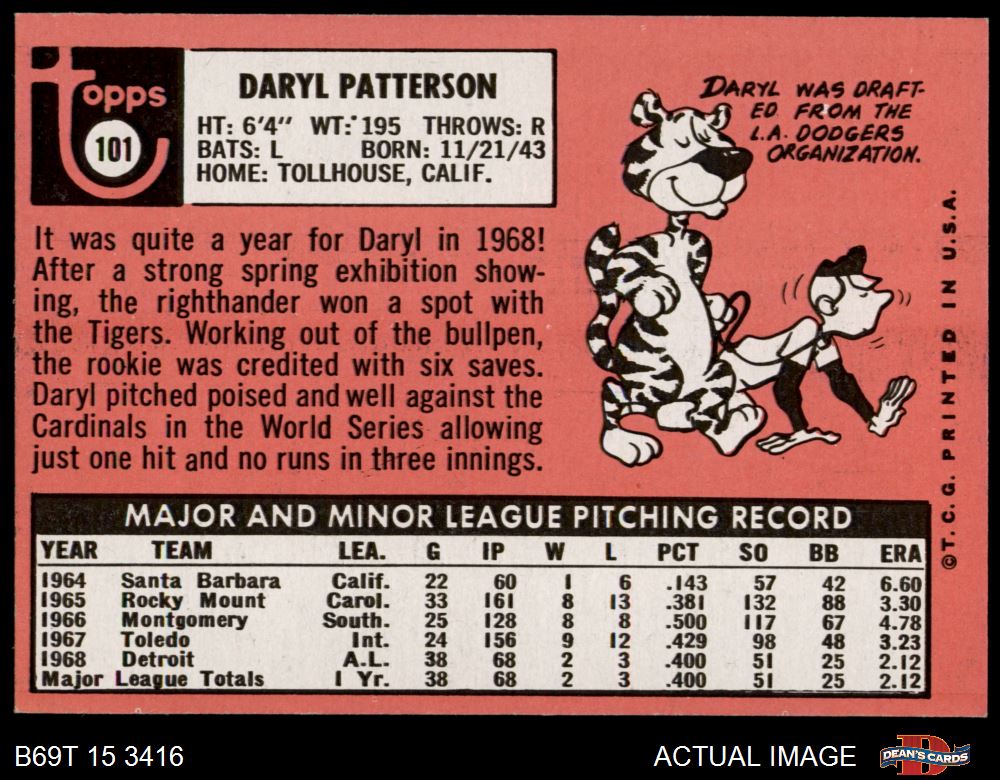 topps
101
DARYL PATTERSON
HT: 6'4" WT: 195 THROWS: R
BATS: L BORN: 11/21/43
HOME: TOLLHOUSE, CALIF.
DARYL WAS DRAFT-
ED FROM THE
L.A. DODGERS
ORGANIZATION.
It was quite a year for Daryl in 1968!
After a strong spring exhibition show-
ing, the righthander won a spot with
the Tigers. Working out of the bullpen,
the rookie was credited with six saves.
Daryl pitched poised and well against the
Cardinals in the World Series allowing
just one hit and no runs in three innings.
©T.C.G. PRINTED IN U.S.A.
MAJOR AND MINOR LEAGUE PITCHING RECORD
YEAR TEAM LEA. G IP W L PCT SO BB ERA
1964 Santa Barbara Calif. 22 60 1 6 .143 57 42 6.60
1965 Rocky Mount Carol. 33 161 8 13 .381 132 88 3.30
1966 Montgomery South. 25 128 8 8 .500 117 67 4.78
1967 Toledo Int. 24 156 9 12 .429 98 48 3.23
1968 Detroit A.L. 38 68 2 3 .400 51 25 2.12
Major League Totals 1 Yr. 38 68 2 3 .400 51 25 2.12
B69T 15 3416
ACTUAL IMAGE
DEAN'S CARDS